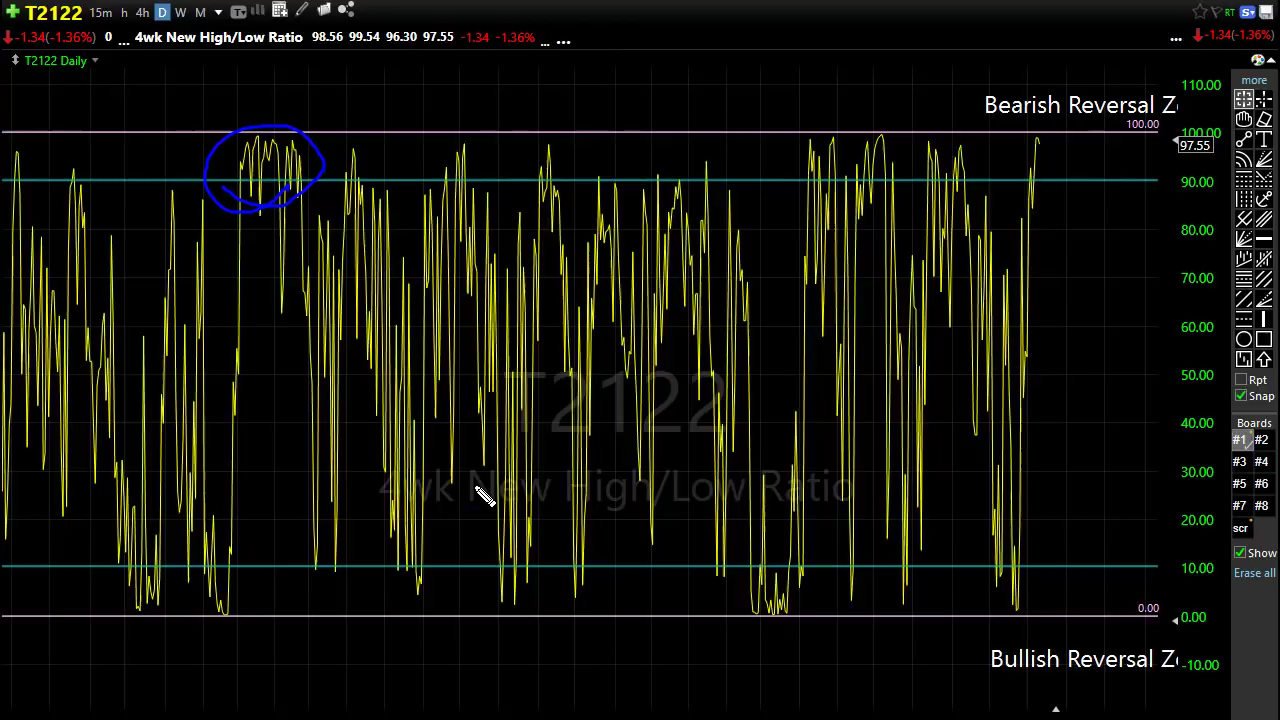 T2122 15m h 4h D W M T
-1.34(-1.36%) 0 ... 4wk New High/Low Ratio 98.56 99.54 96.30 97.55 -1.34 -1.36% ... ...
RT S
... -1.34(-1.36%)
T2122 Daily
more
110.00
Bearish Reversal Z
100.00
100.00
97.55
90.00
80.00
70.00
60.00
50.00
40.00
30.00
20.00
10.00
0.00
0.00
-10.00
Bullish Reversal Z
T2122
4wk New High/Low Ratio
T
Rpt
Snap
Boards
#1 #2
#3 #4
#5 #6
#7 #8
scr
Show
Erase all